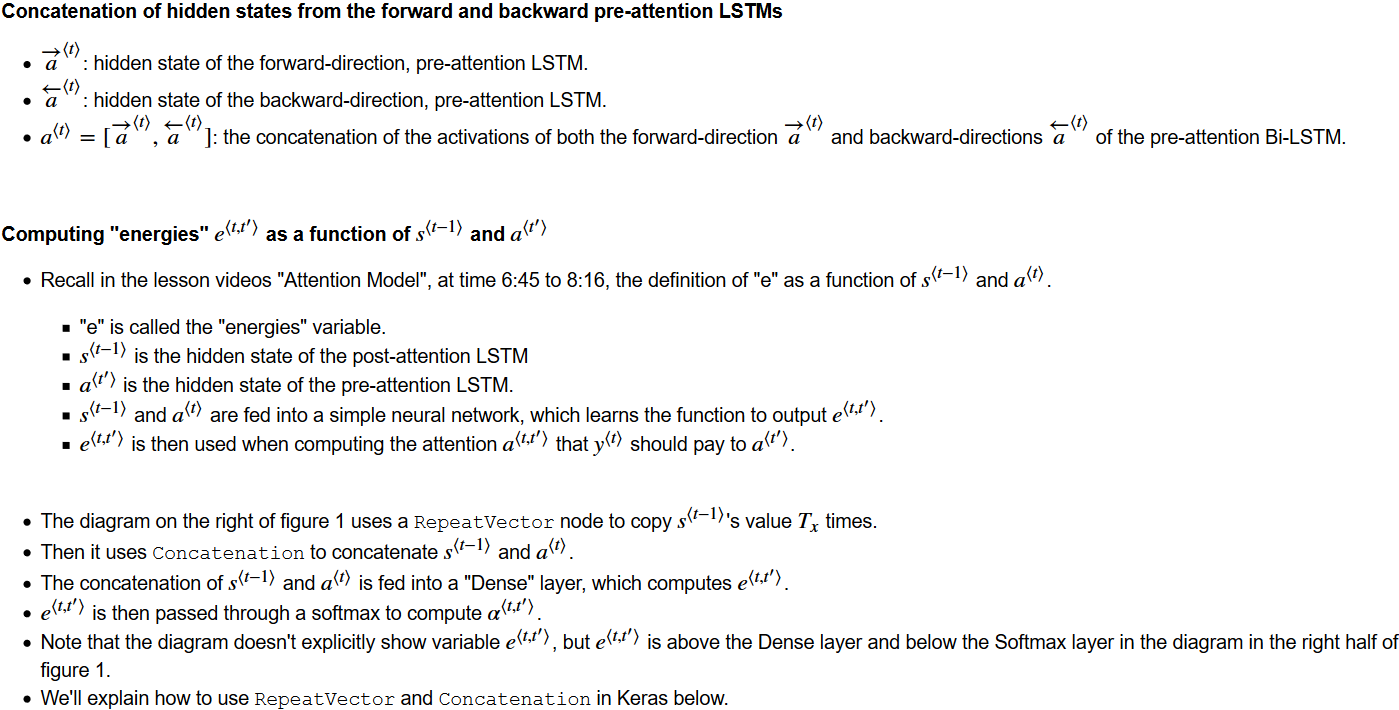 Concatenation of hidden states from the forward and backward pre-attention LSTMs
• $\overrightarrow{a}^{\langle t \rangle}$: hidden state of the forward-direction, pre-attention LSTM.
• $\overleftarrow{a}^{\langle t \rangle}$: hidden state of the backward-direction, pre-attention LSTM.
• $a^{\langle t \rangle} = [\overrightarrow{a}^{\langle t \rangle}, \overleftarrow{a}^{\langle t \rangle}]$: the concatenation of the activations of both the forward-direction $\overrightarrow{a}^{\langle t \rangle}$ and backward-directions $\overleftarrow{a}^{\langle t \rangle}$ of the pre-attention Bi-LSTM.
Computing "energies" $e^{\langle t, t' \rangle}$ as a function of $s^{\langle t-1 \rangle}$ and $a^{\langle t' \rangle}$
• Recall in the lesson videos "Attention Model", at time 6:45 to 8:16, the definition of "e" as a function of $s^{\langle t-1 \rangle}$ and $a^{\langle t \rangle}$.
▪ "e" is called the "energies" variable.
▪ $s^{\langle t-1 \rangle}$ is the hidden state of the post-attention LSTM
▪ $a^{\langle t' \rangle}$ is the hidden state of the pre-attention LSTM.
▪ $s^{\langle t-1 \rangle}$ and $a^{\langle t \rangle}$ are fed into a simple neural network, which learns the function to output $e^{\langle t, t' \rangle}$.
▪ $e^{\langle t, t' \rangle}$ is then used when computing the attention $a^{\langle t, t' \rangle}$ that $y^{\langle t \rangle}$ should pay to $a^{\langle t' \rangle}$.
• The diagram on the right of figure 1 uses a RepeatVector node to copy $s^{\langle t-1 \rangle}$'s value $T_x$ times.
• Then it uses Concatenation to concatenate $s^{\langle t-1 \rangle}$ and $a^{\langle t \rangle}$.
• The concatenation of $s^{\langle t-1 \rangle}$ and $a^{\langle t \rangle}$ is fed into a "Dense" layer, which computes $e^{\langle t, t' \rangle}$.
• $e^{\langle t, t' \rangle}$ is then passed through a softmax to compute $\alpha^{\langle t, t' \rangle}$.
• Note that the diagram doesn't explicitly show variable $e^{\langle t, t' \rangle}$, but $e^{\langle t, t' \rangle}$ is above the Dense layer and below the Softmax layer in the diagram in the right half of
figure 1.
• We'll explain how to use RepeatVector and Concatenation in Keras below.